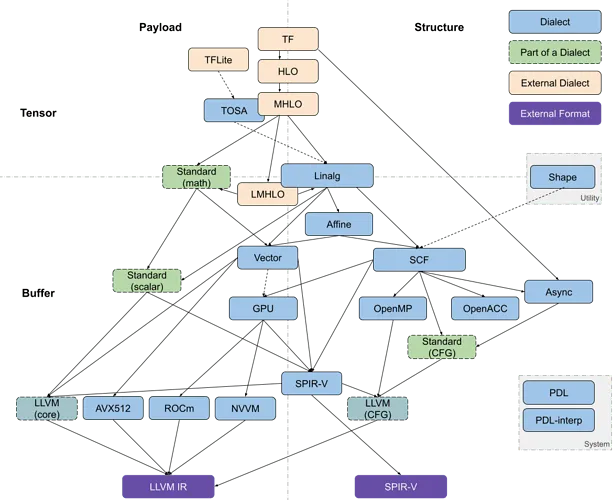 Payload
Structure
Dialect
TF
Part of a Dialect
TFLite
HLO
External Dialect
TOSA
MHLO
Tensor
External Format
Standard
(math)
Linalg
Shape
LMHLO
Utility
Affine
Vector
SCF
Standard
(scalar)
Buffer
Async
GPU
OpenMP
OpenACC
Standard
(CFG)
SPIR-V
PDL
LLVM
(core)
AVX512
ROCm
NVVM
LLVM
(CFG)
PDL-interp
System
LLVM IR
SPIR-V